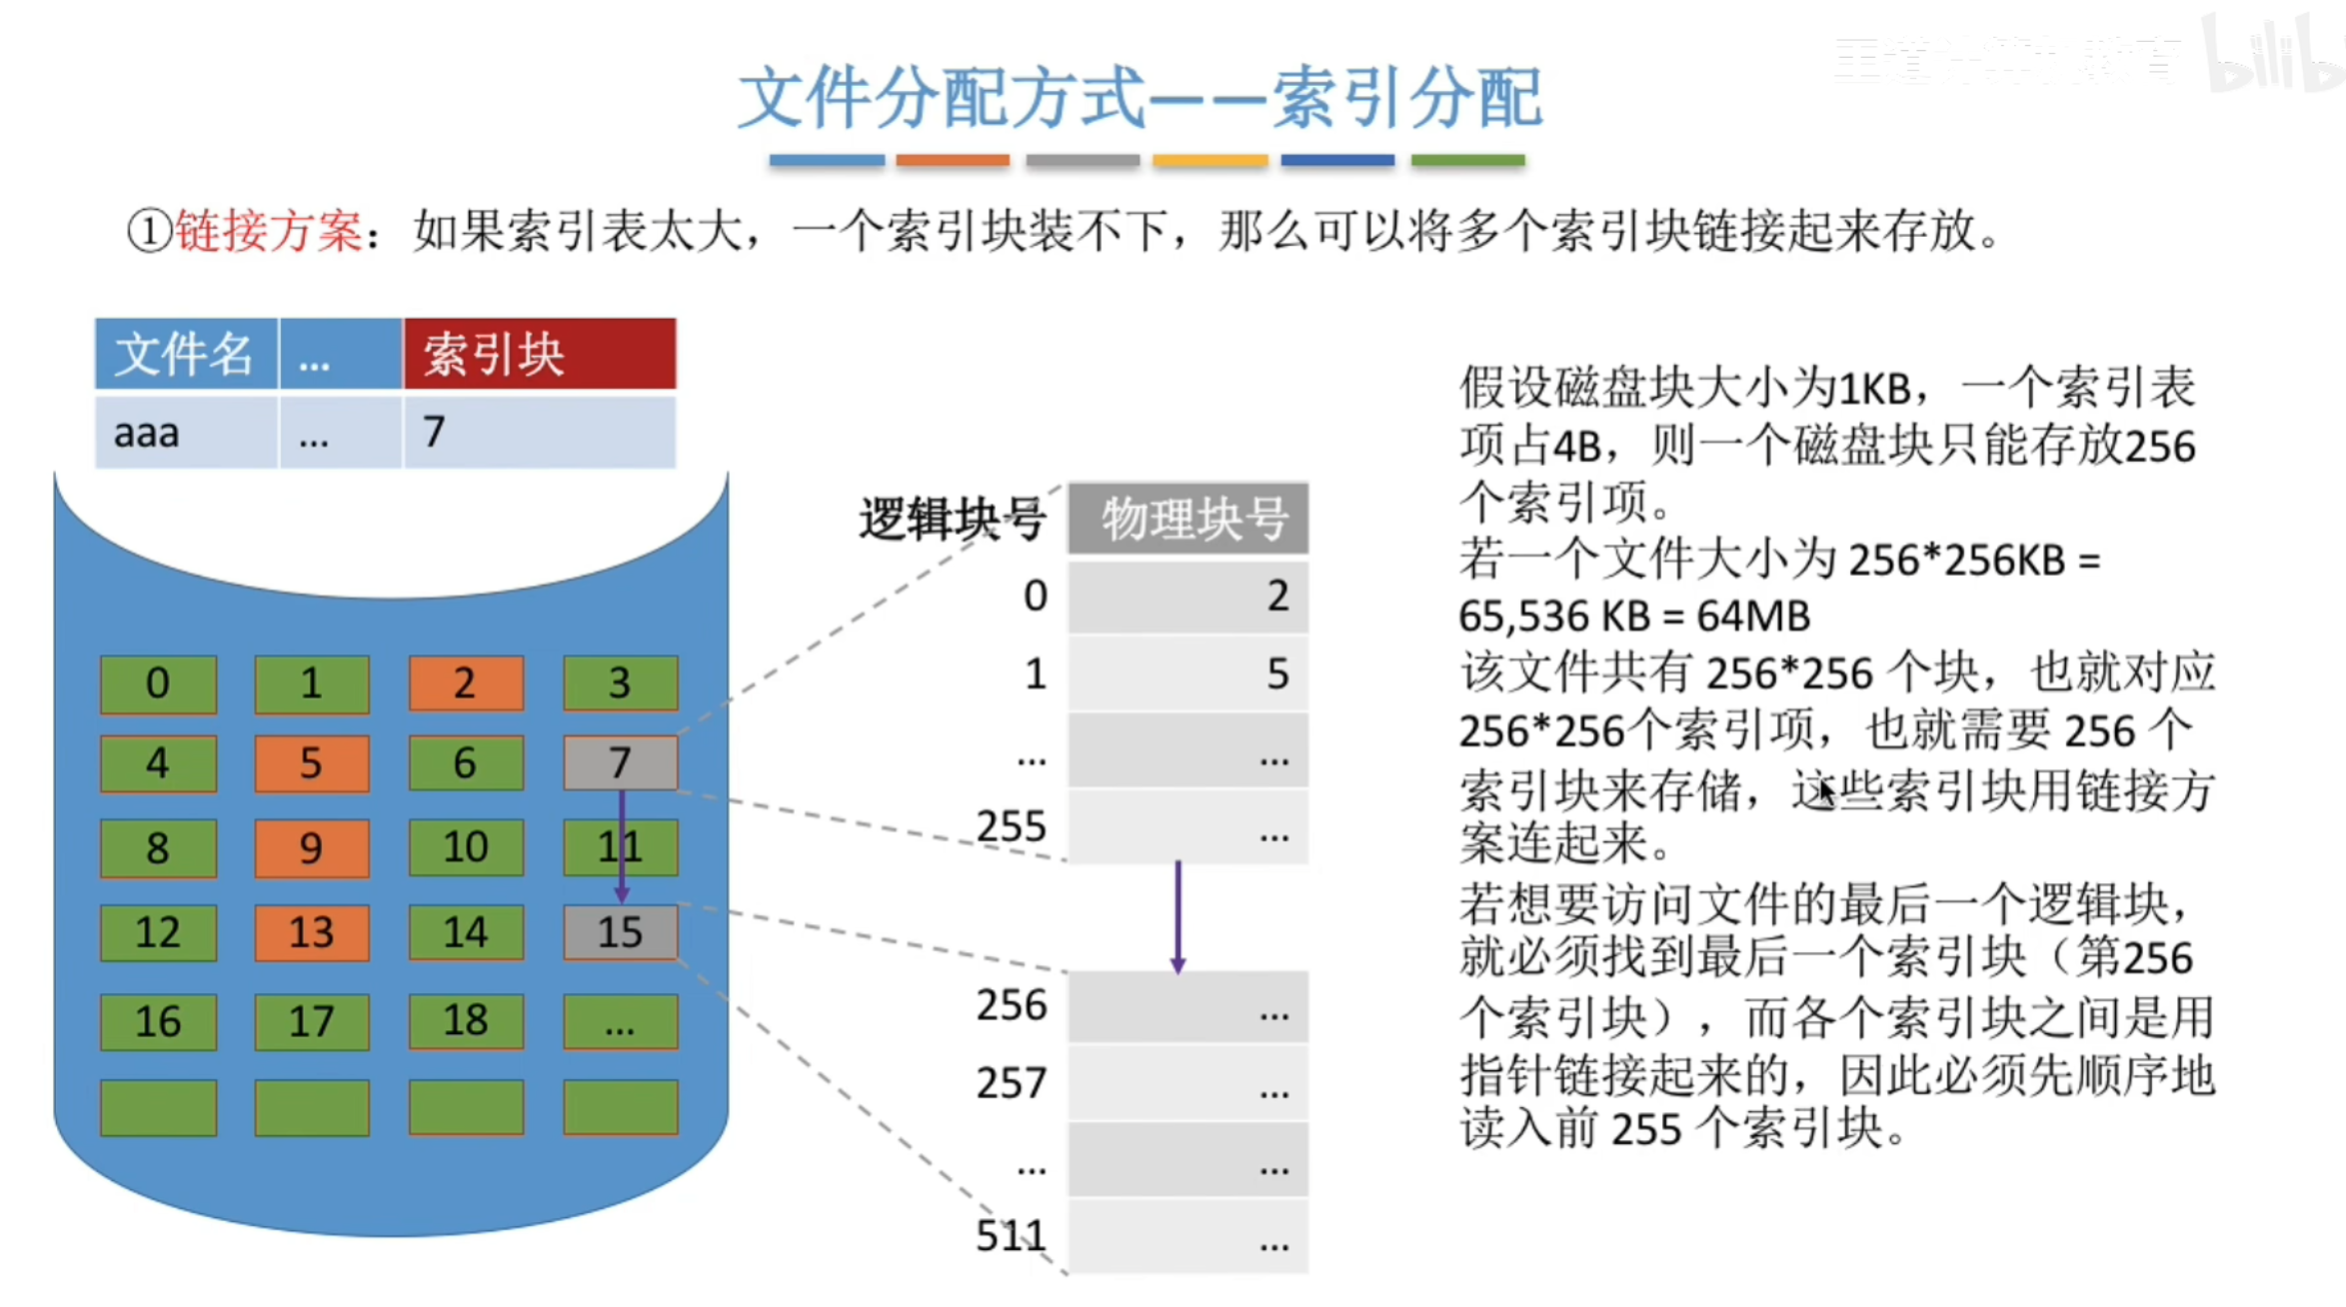 文件分配方式——索引分配
①链接方案：如果索引表太大，一个索引块装不下，那么可以将多个索引块链接起来存放。
文件名 ... 索引块
aaa ... 7
0 1 2 3
4 5 6 7
8 9 10 11
12 13 14 15
16 17 18 ...
逻辑块号 物理块号
0 2
1 5
... ...
255 ...
256 ...
257 ...
... ...
511 ...
假设磁盘块大小为1KB，一个索引表
项占4B，则一个磁盘块只能存放256
个索引项。
若一个文件大小为 256*256KB =
65,536 KB = 64MB
该文件共有 256*256 个块，也就对应
256*256个索引项，也就需要 256 个
索引块来存储，这些索引块用链接方
案连起来。
若想要访问文件的最后一个逻辑块，
就必须找到最后一个索引块（第256
个索引块），而各个索引块之间是用
指针链接起来的，因此必须先顺序地
读入前 255 个索引块。